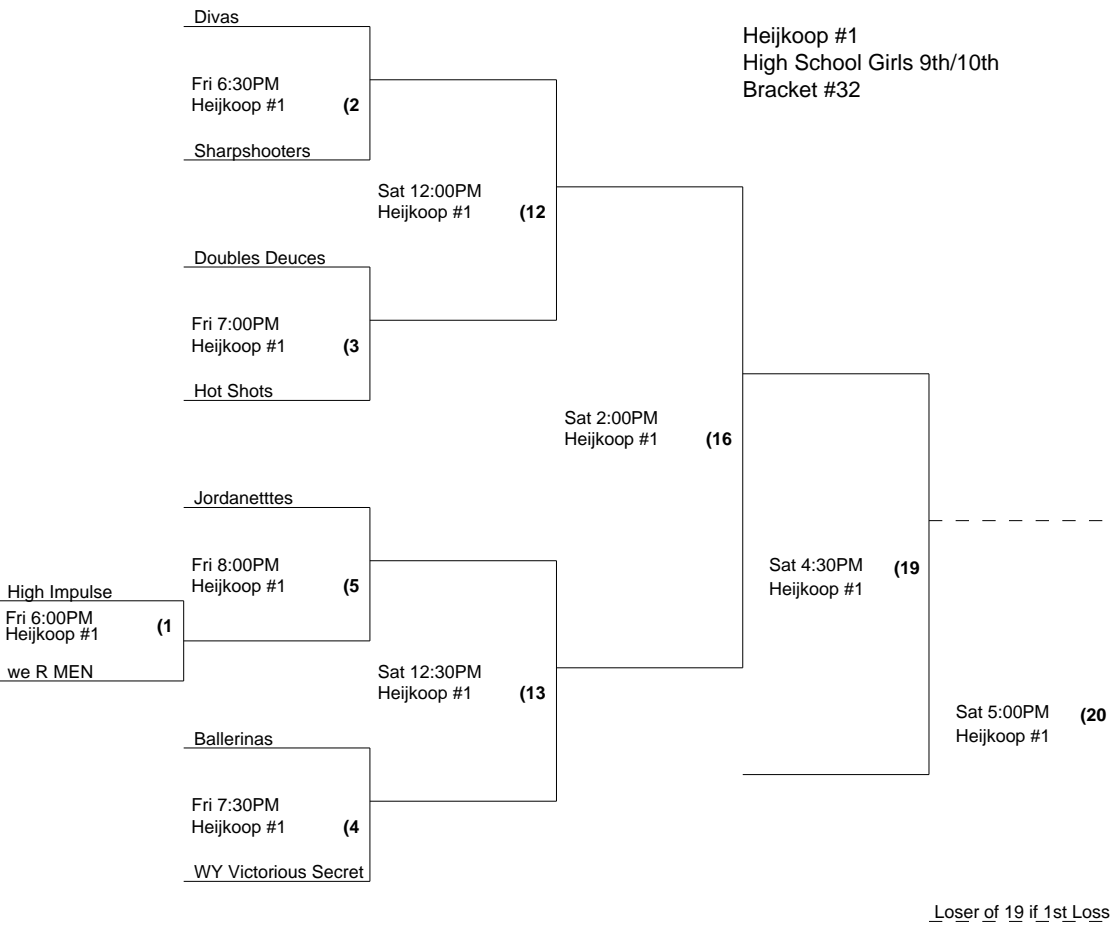 Heijkoop #1
High School Girls 9th/10th
Bracket #32
Divas
Fri 6:30PM
Heijkoop #1 (2
Sharpshooters
Sat 12:00PM
Heijkoop #1 (12
Doubles Deuces
Fri 7:00PM
Heijkoop #1 (3
Hot Shots
Sat 2:00PM
Heijkoop #1 (16
Jordanetttes
Fri 8:00PM
Heijkoop #1 (5
High Impulse
Fri 6:00PM
Heijkoop #1 (1
we R MEN
Sat 4:30PM
Heijkoop #1 (19
Sat 12:30PM
Heijkoop #1 (13
Sat 5:00PM
Heijkoop #1 (20
Ballerinas
Fri 7:30PM
Heijkoop #1 (4
WY Victorious Secret
Loser of 19 if 1st Loss